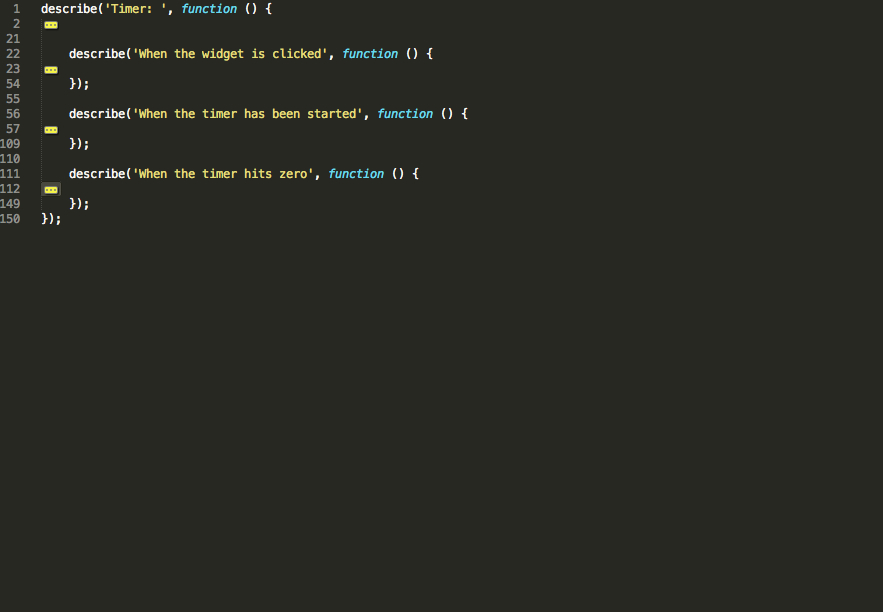 1 describe('Timer: ', function () {
2
21
22 describe('When the widget is clicked', function () {
23
54 });
55
56 describe('When the timer has been started', function () {
57
109 });
110
111 describe('When the timer hits zero', function () {
112
149 });
150 });